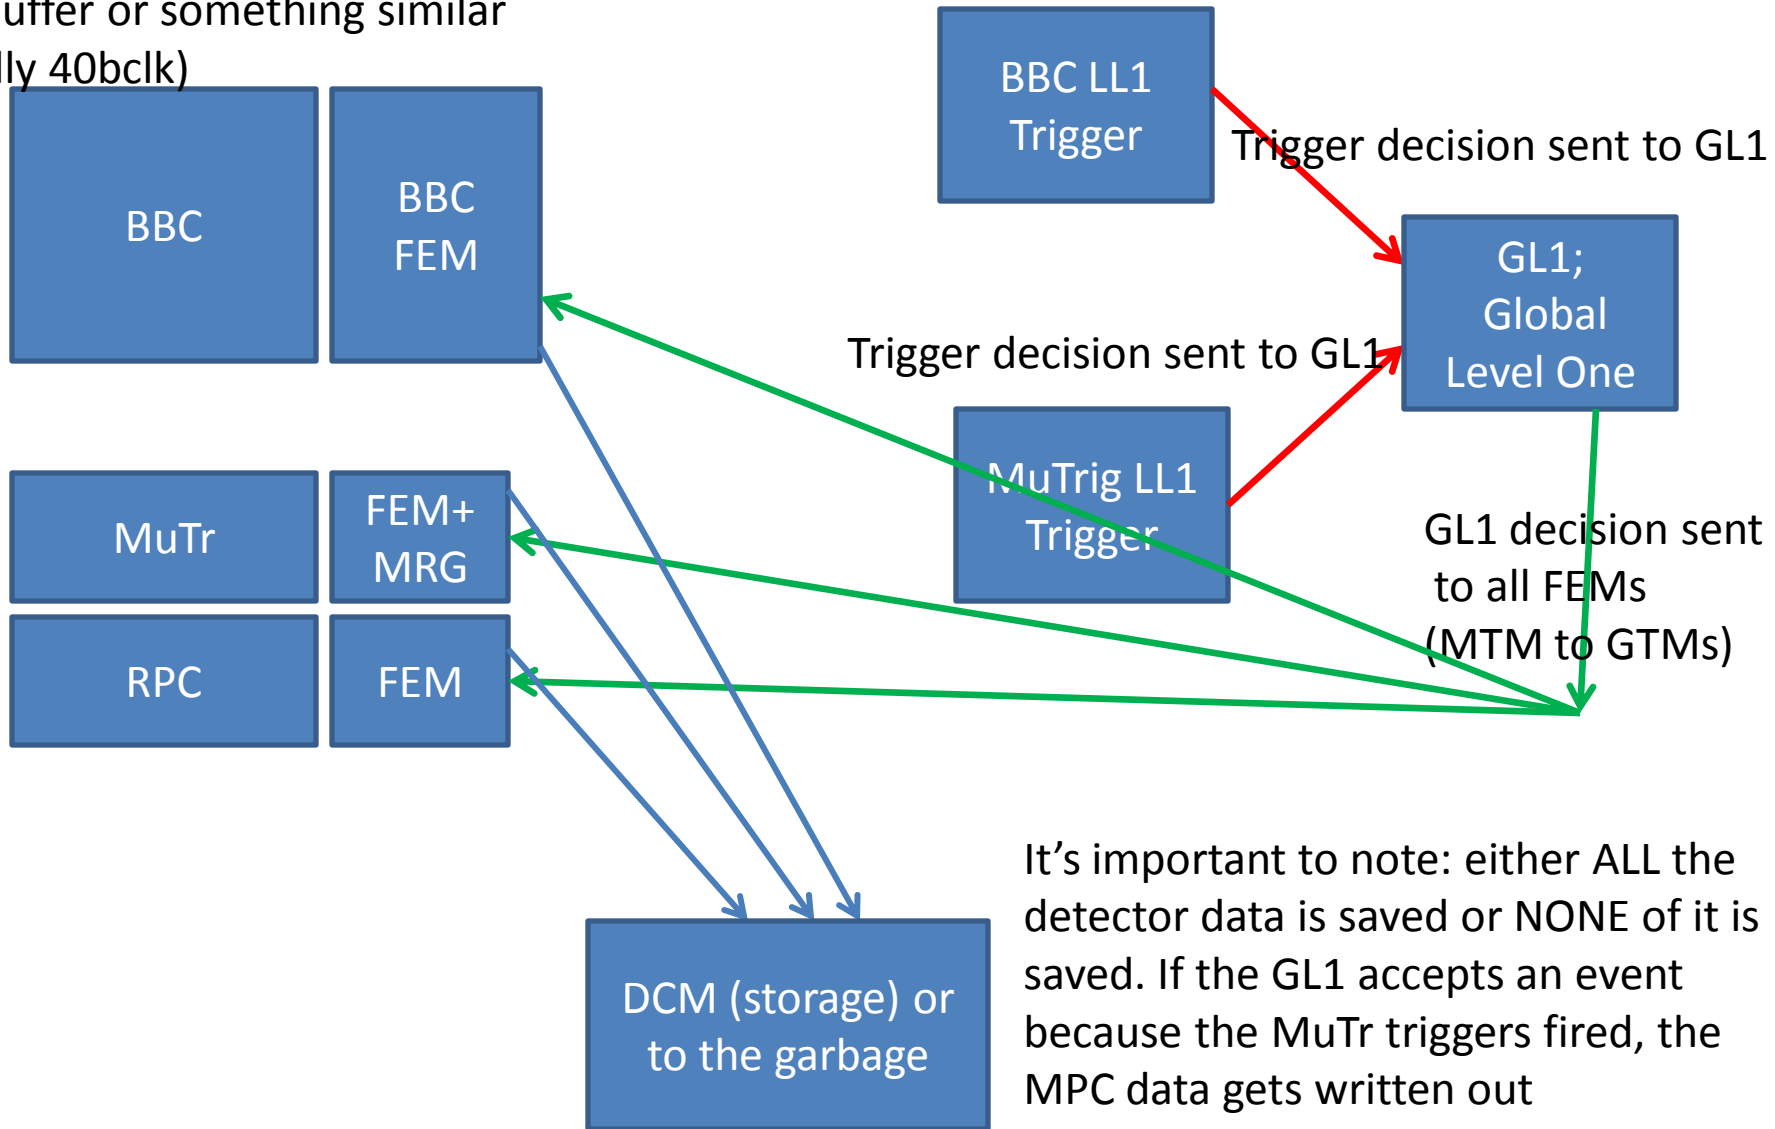 or something similar
40bclk)
BBC
BBC
FEM
BBC LL1
Trigger
Trigger decision sent to GL1
GL1;
Global
Level One
Trigger decision sent to GL1
MuTrig LL1
Trigger
MuTr
FEM+
MRG
GL1 decision sent
to all FEMs
(MTM to GTMs)
RPC
FEM
DCM (storage) or
to the garbage
It’s important to note: either ALL the
detector data is saved or NONE of it is
saved. If the GL1 accepts an event
because the MuTr triggers fired, the
MPC data gets written out